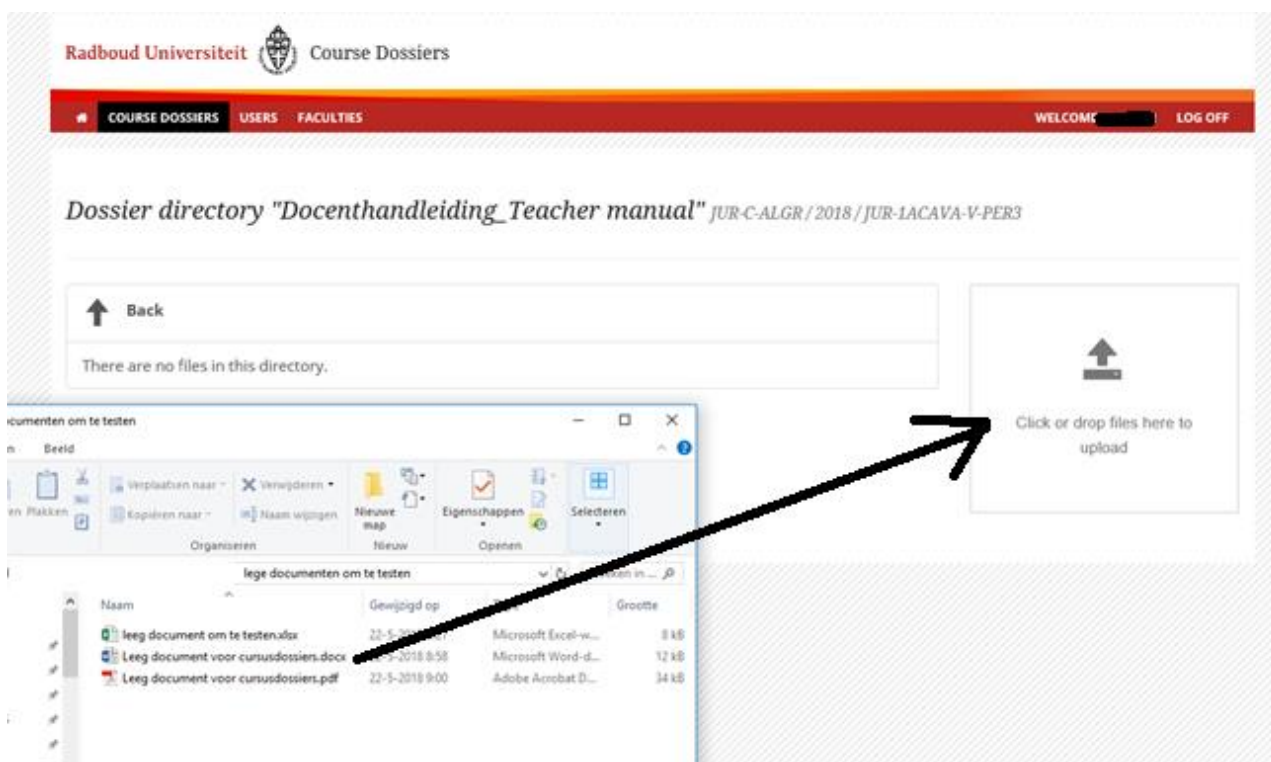 Radboud Universiteit Course Dossiers
COURSE DOSSIERS USERS FACULTIES WELCOME LOG OFF
Dossier directory "Docenthandleiding_Teacher manual" JUR-C-ALGR / 2018 / JUR-1ACAVA-V-PER3
Back
There are no files in this directory.
Click or drop files here to
upload
ocumenten om te testen
Beeld
Plakken
Verplaatsen naar
Verwijderen
Kopiëren naar
Naam wijzigen
Nieuwe
map
Eigenschappen
Selecteren
Organiseren Nieuw Openen
lege documenten om te testen
Naam Gewijzigd op Grootte
leeg document om te testen.xlsx Microsoft Excel-w... 8 kB
Leeg document voor cursusdossiers.docx 8:58 Microsoft Word-d... 12 kB
Leeg document voor cursusdossiers.pdf 22-5-2018 9:00 Adobe Acrobat D... 34 kB